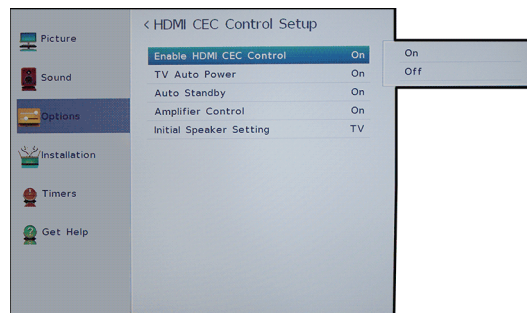 Picture
Sound
Options
Installation
Timers
Get Help
< HDMI CEC Control Setup
Enable HDMI CEC Control On
TV Auto Power On
Auto Standby On
Amplifier Control On
Initial Speaker Setting TV
On
Off